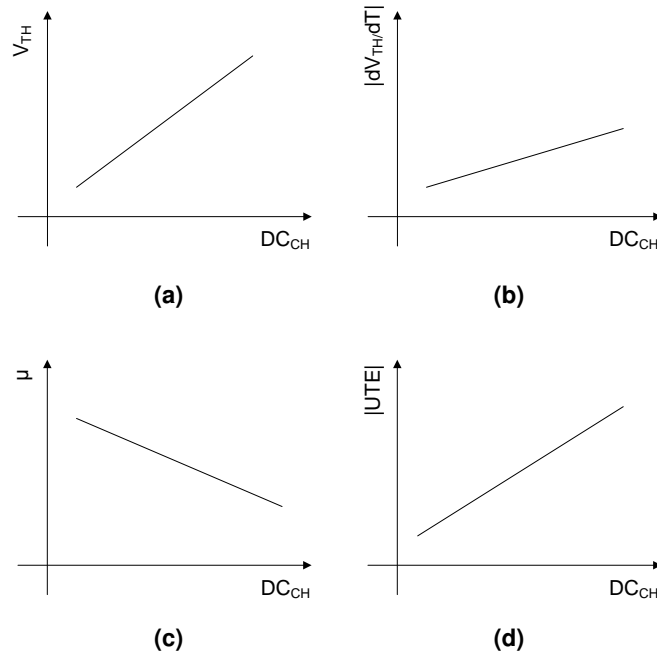 V_TH
DC_CH
(a)
|dV_TH/dT|
DC_CH
(b)
µ
DC_CH
(c)
|UTE|
DC_CH
(d)